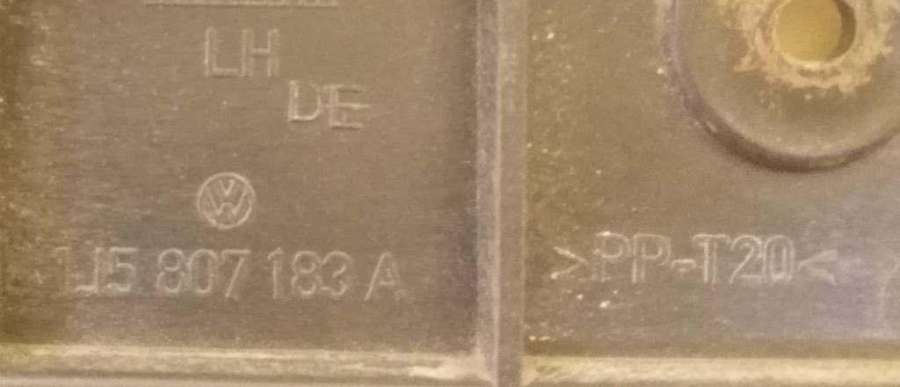 LH
DE
1J5 807 183 A
>PP-T20<